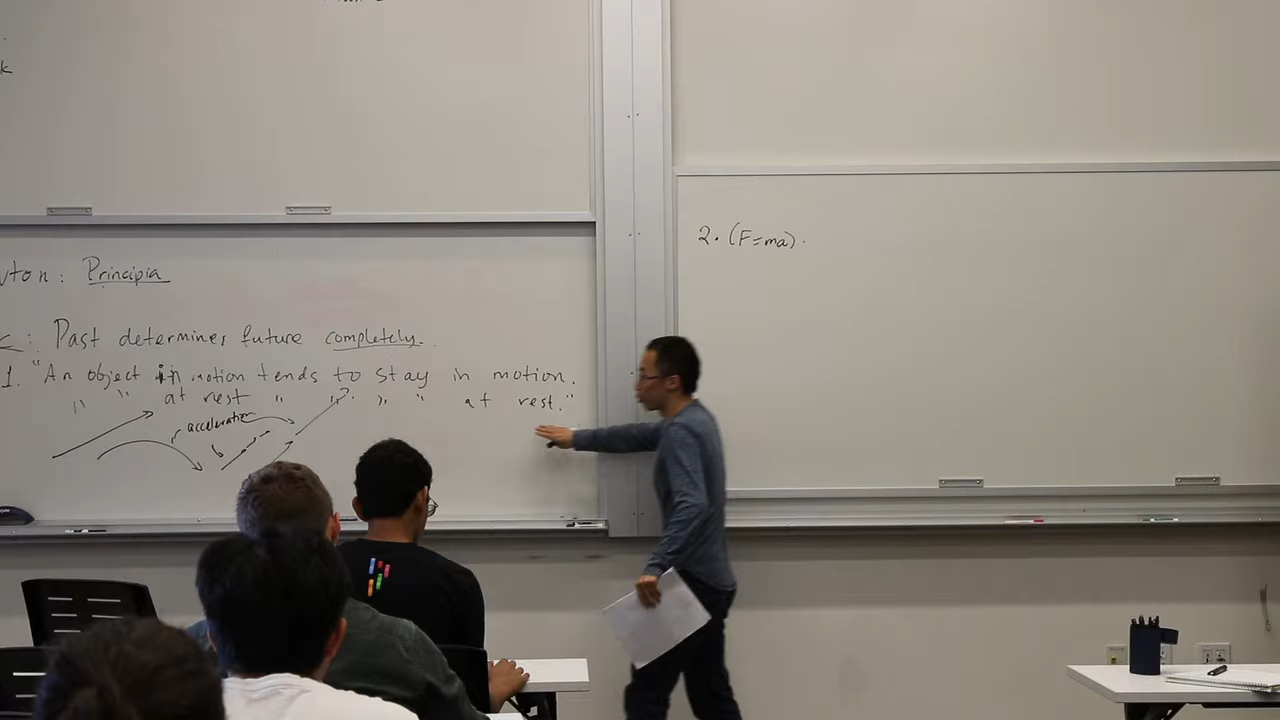 k
wton: Principia
c: Past determines future completely.
1. "An object in motion tends to stay in motion.
" " at rest " " " " at rest."
acceleration
2. (F=ma).